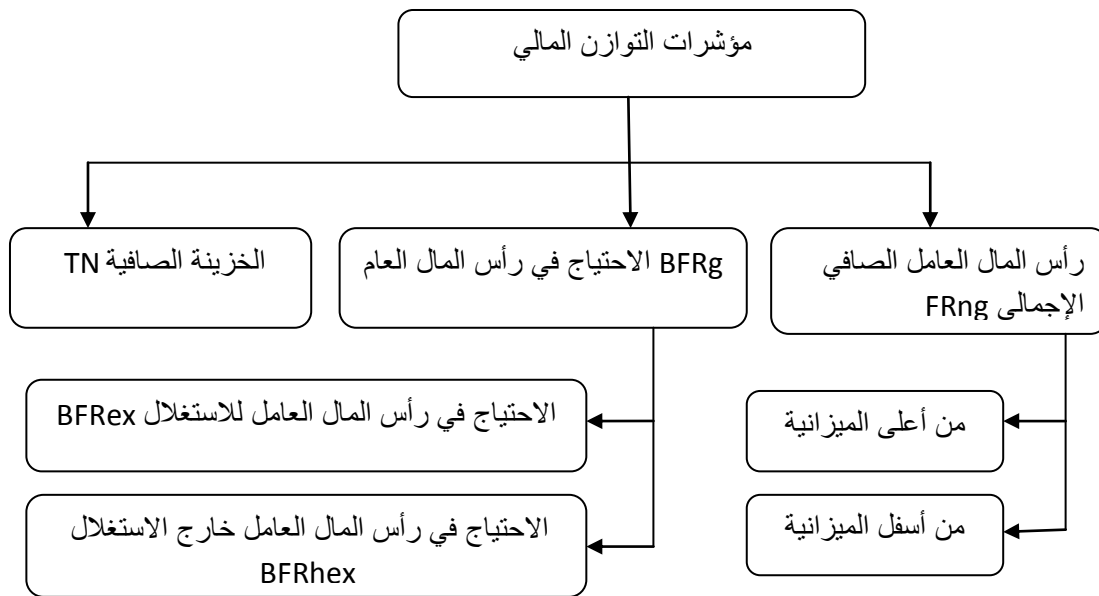 مؤشرات التوازن المالي
رأس المال العامل الصافي
الإجمالي FRng
BFRg الاحتياج في رأس المال العام
الخزينة الصافية TN
من أعلى الميزانية
من أسفل الميزانية
الاحتياج في رأس المال العامل للاستغلال BFRex
الاحتياج في رأس المال العامل خارج الاستغلال
BFRhex